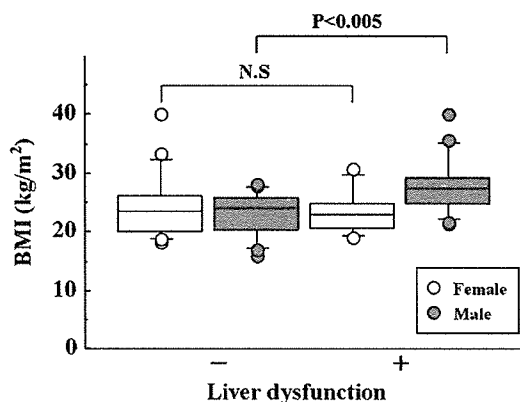 P<0.005
N.S
40
30
20
10
0
BMI (kg/m²)
Female
Male
− +
Liver dysfunction